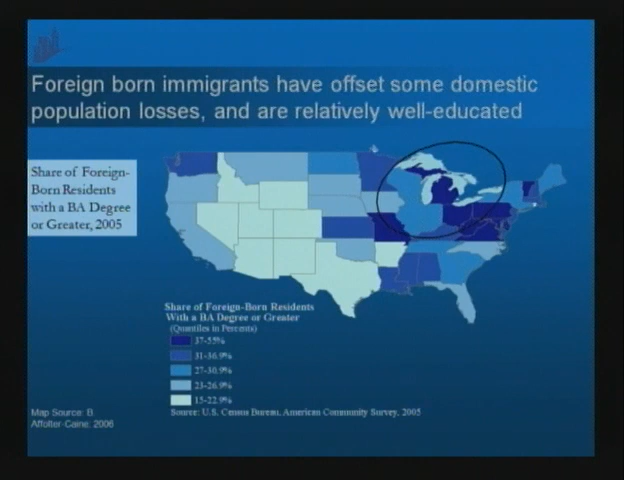 Foreign born immigrants have offset some domestic
population losses, and are relatively well-educated
Share of Foreign-
Born Residents
with a BA Degree
or Greater, 2005
Share of Foreign-Born Residents
With a BA Degree or Greater
(Quantiles in Percents)
37-55%
31-36.9%
27-30.9%
23-26.9%
15-22.9%
Source: U.S. Census Bureau, American Community Survey, 2005
Map Source: B.
Affolter-Caine, 2006